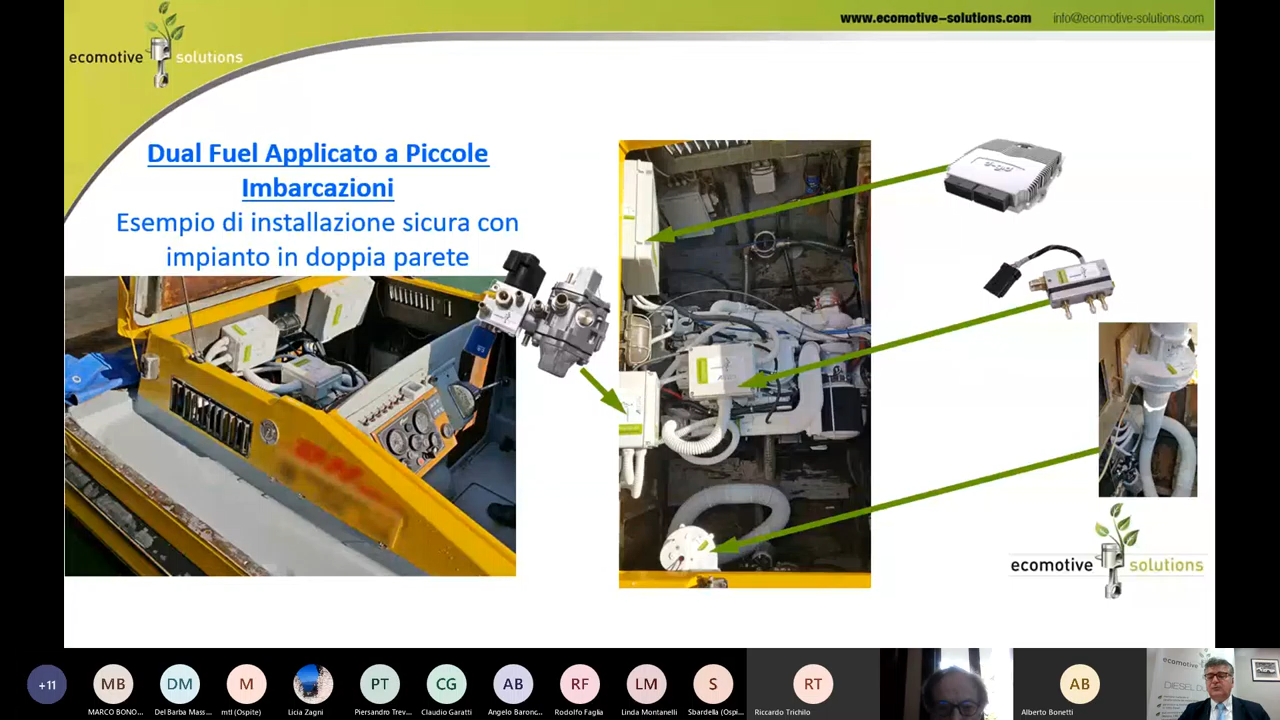 www.ecomotive-solutions.com info@ecomotive-solutions.com
ecomotive solutions
Dual Fuel Applicato a Piccole
Imbarcazioni
Esempio di installazione sicura con
impianto in doppia parete
ecomotive solutions
+11
MB
DM
M
PT
CG
AB
RF
LM
S
RT
AB
MARCO BONO...
Del Barba Mass...
mtl (Ospite)
Licia Zagni
Piersandro Trev...
Claudio Garatti
Angelo Baronc...
Rodolfo Faglia
Linda Montanelli
Sbardella (Ospi...
Riccardo Trichilo
Alberto Bonetti
ecomotive